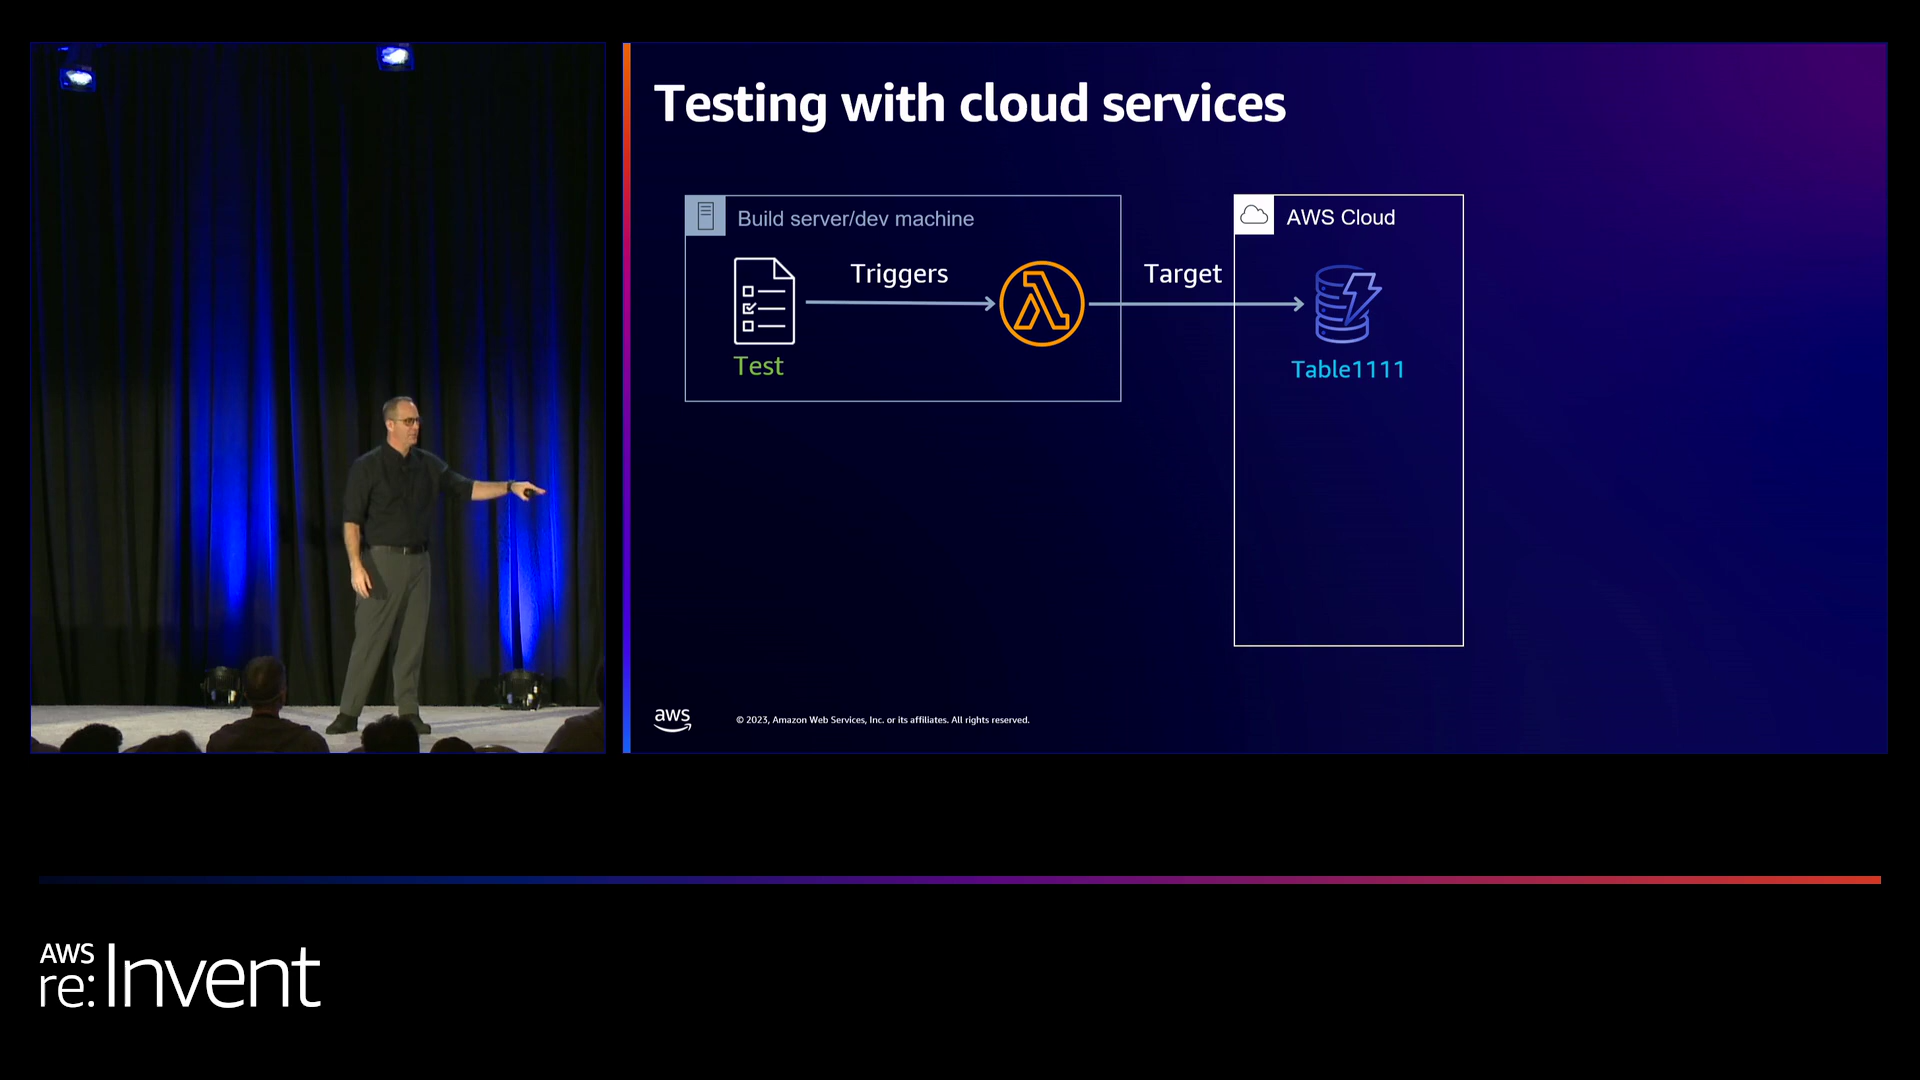 Testing with cloud services
Build server/dev machine
AWS Cloud
Triggers
Target
Test
Table1111
aws
© 2023, Amazon Web Services, Inc. or its affiliates. All rights reserved.
AWS
re:Invent